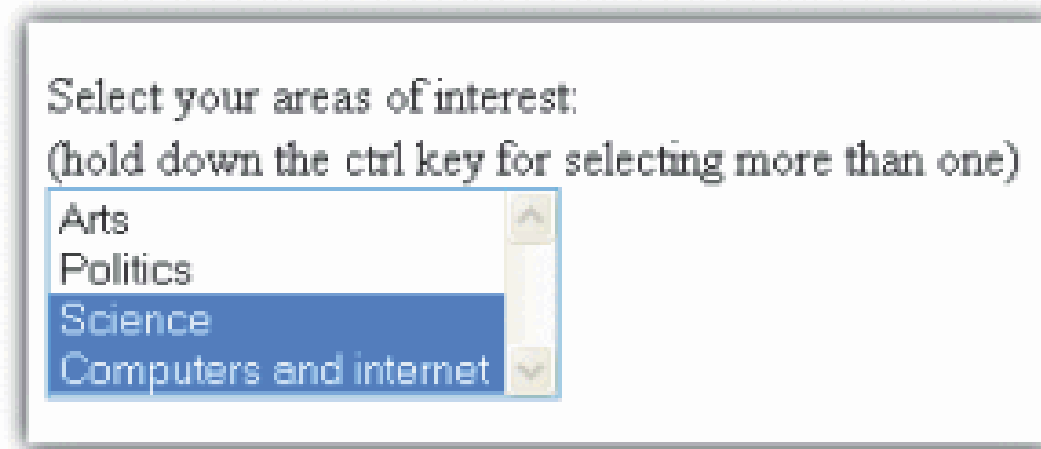 Select your areas of interest:
(hold down the ctrl key for selecting more than one)
Arts
Politics
Science
Computers and internet